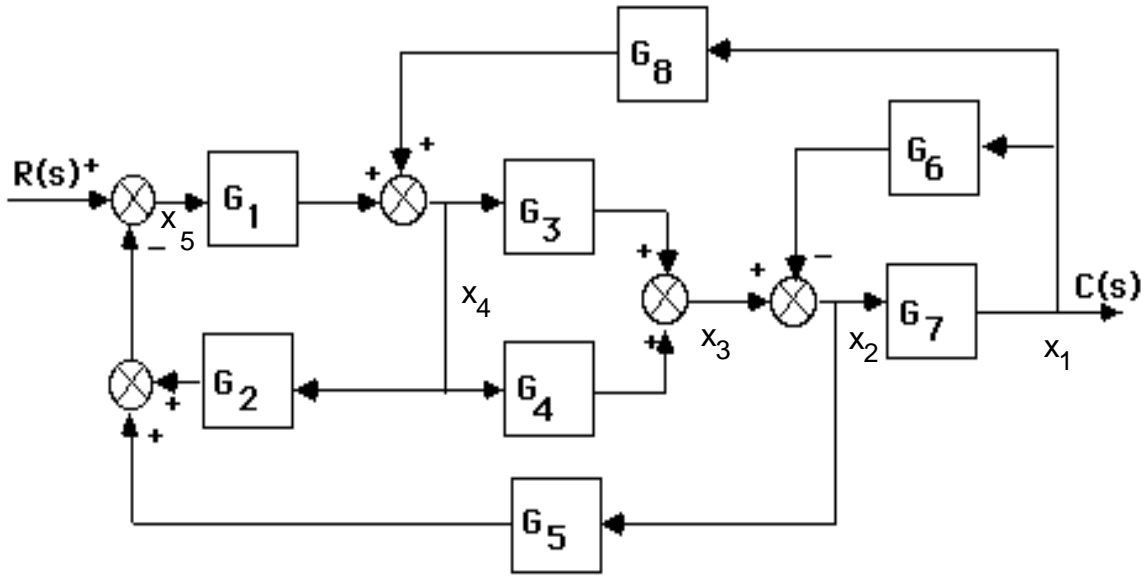 G8
+
G6
R(s)+
G1
+
G3
−
x5
−
+
+
C(s)
x4
x3
x2
G7
x1
+
G2
+
G4
+
G5